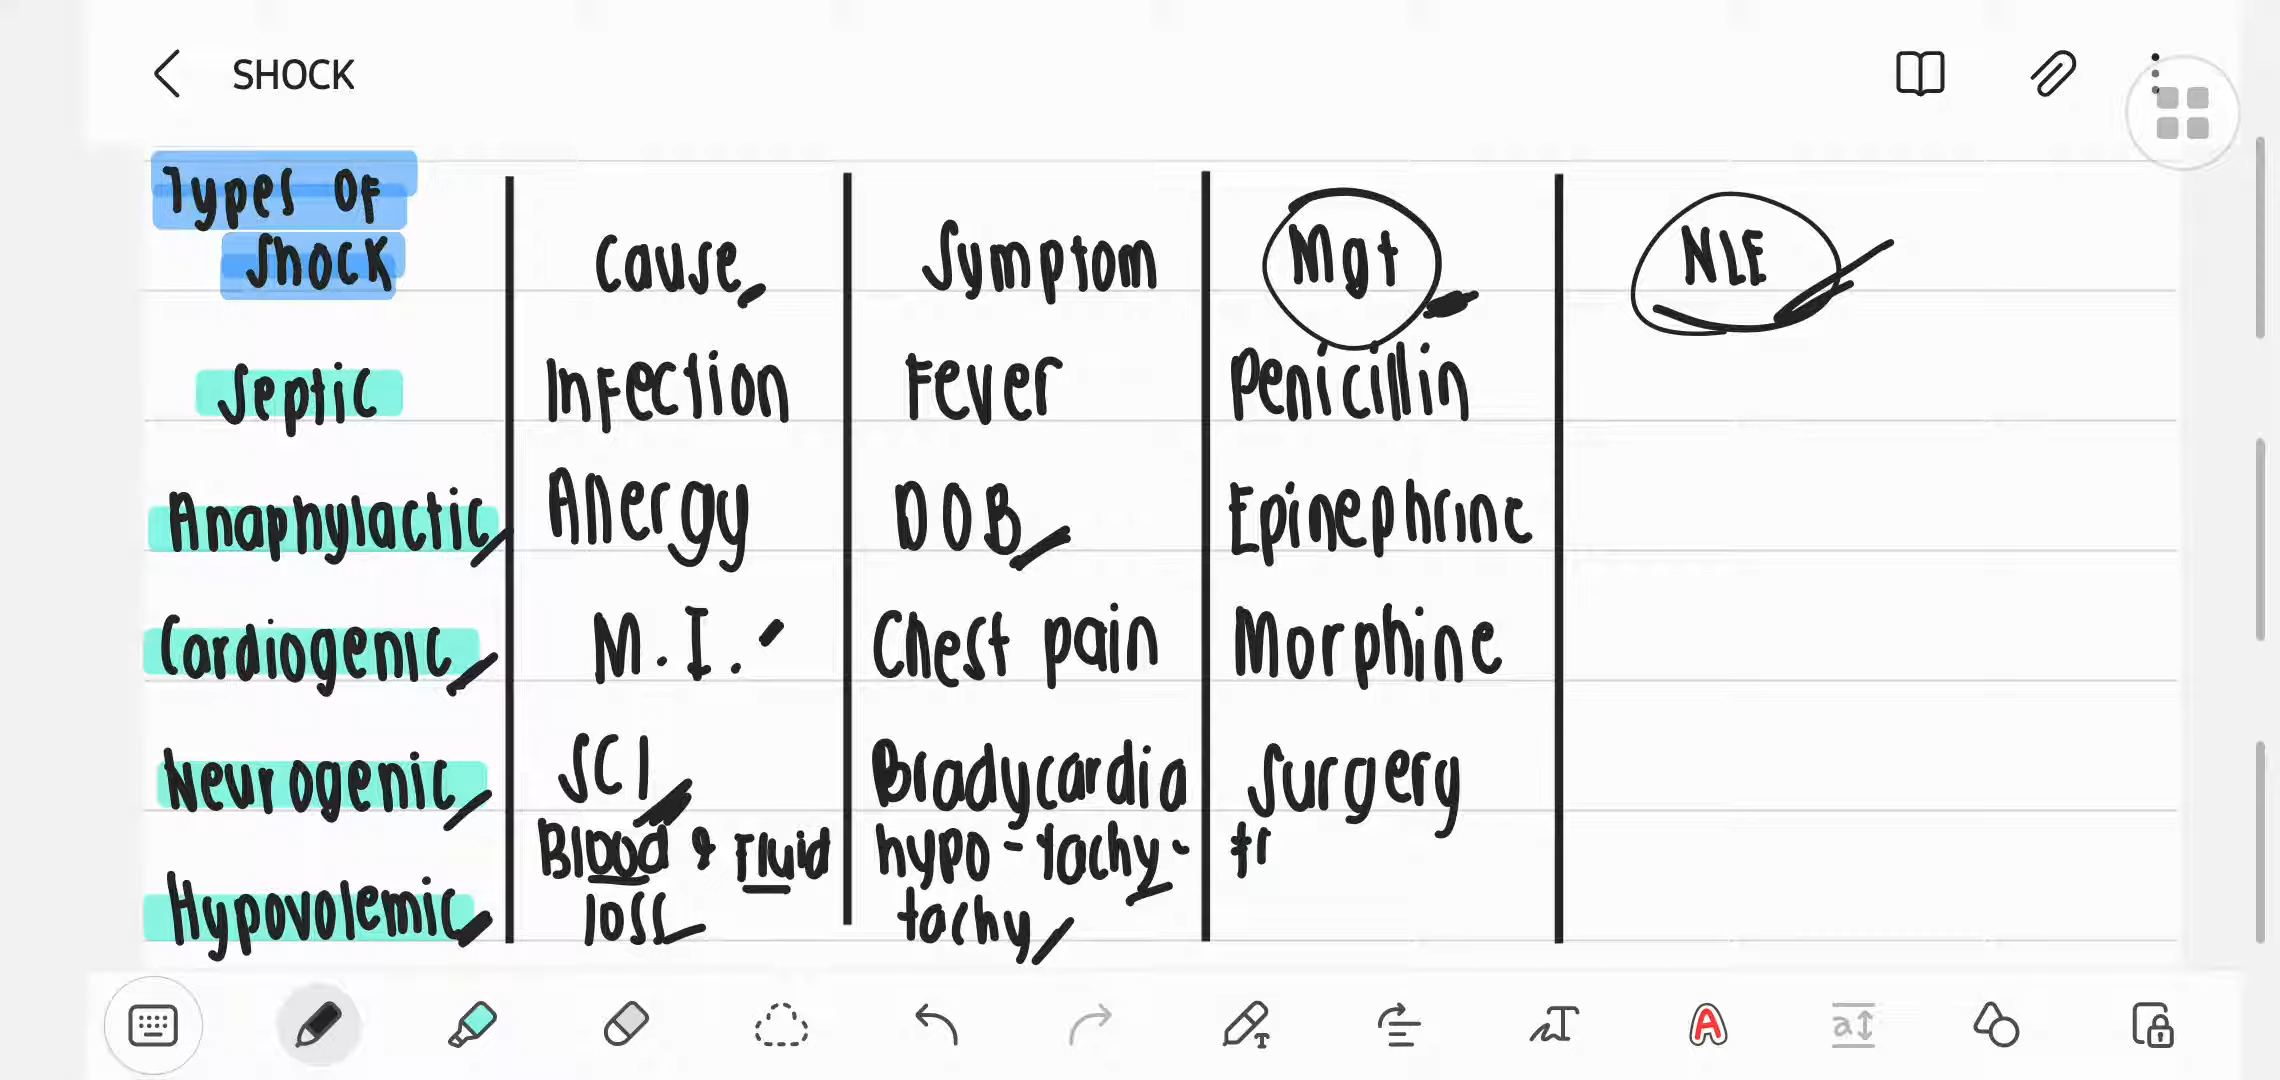 SHOCK
Types of
Shock
Cause
Symptom
Mgt
NLE
Septic
Infection
Fever
Penicillin
Anaphylactic
Allergy
DOB
Epinephrine
Cardiogenic
M.I.
Chest pain
Morphine
Neurogenic
SCI
Bradycardia
Surgery
Hypovolemic
Blood & Fluid
loss
hypo - tachy -
tachy
fr